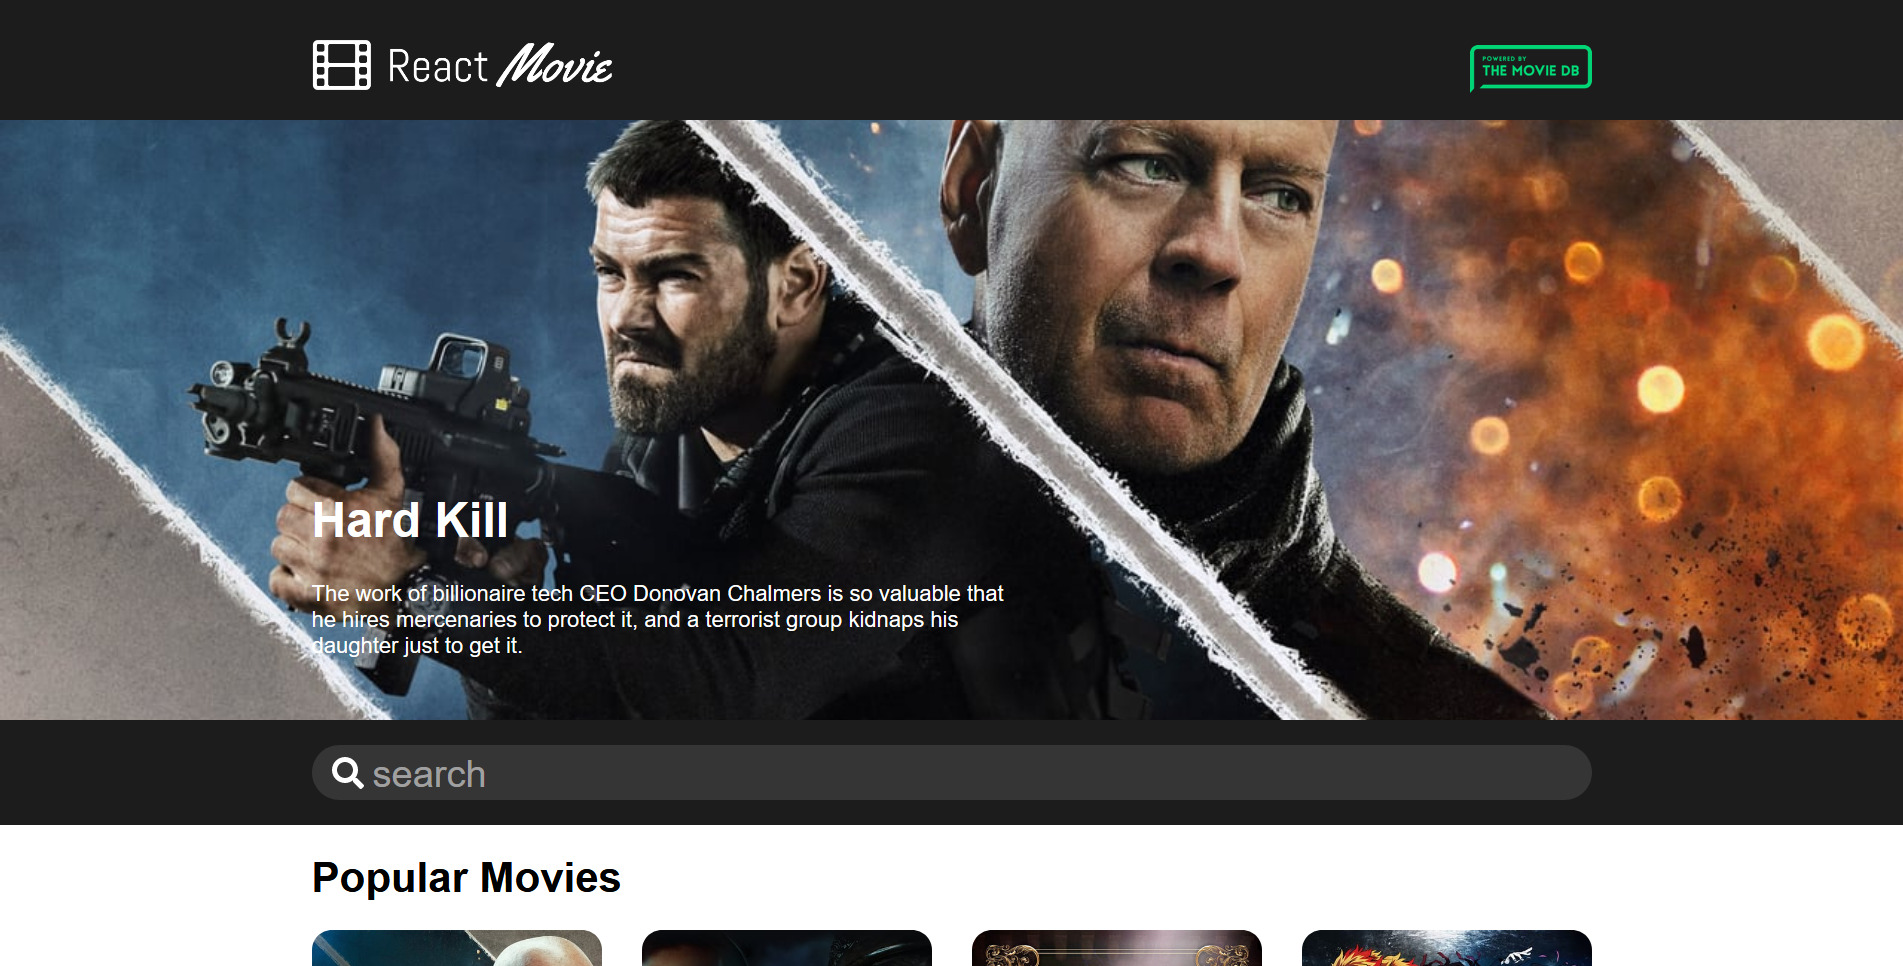 React Movie
POWERED BY
THE MOVIE DB
Hard Kill
The work of billionaire tech CEO Donovan Chalmers is so valuable that
he hires mercenaries to protect it, and a terrorist group kidnaps his
daughter just to get it.
search
Popular Movies